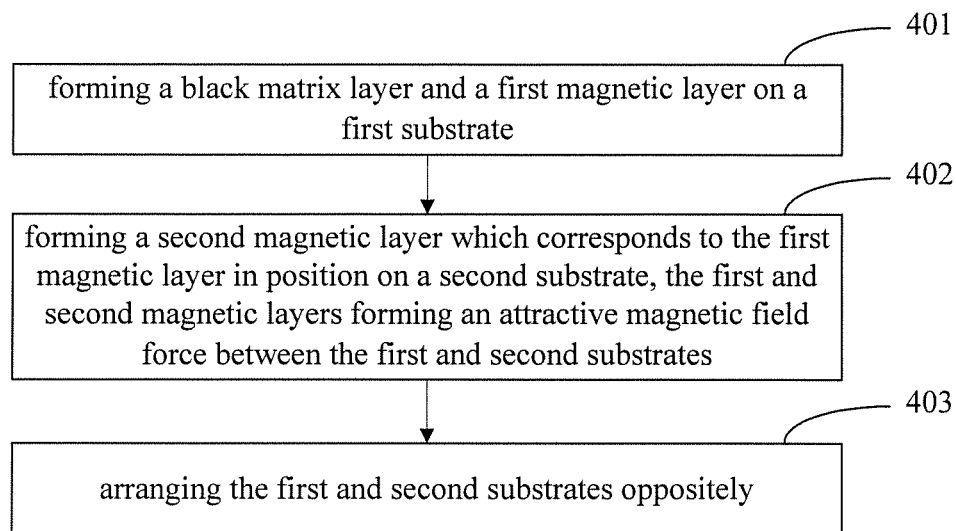 401
forming a black matrix layer and a first magnetic layer on a
first substrate
402
forming a second magnetic layer which corresponds to the first
magnetic layer in position on a second substrate, the first and
second magnetic layers forming an attractive magnetic field
force between the first and second substrates
403
arranging the first and second substrates oppositely